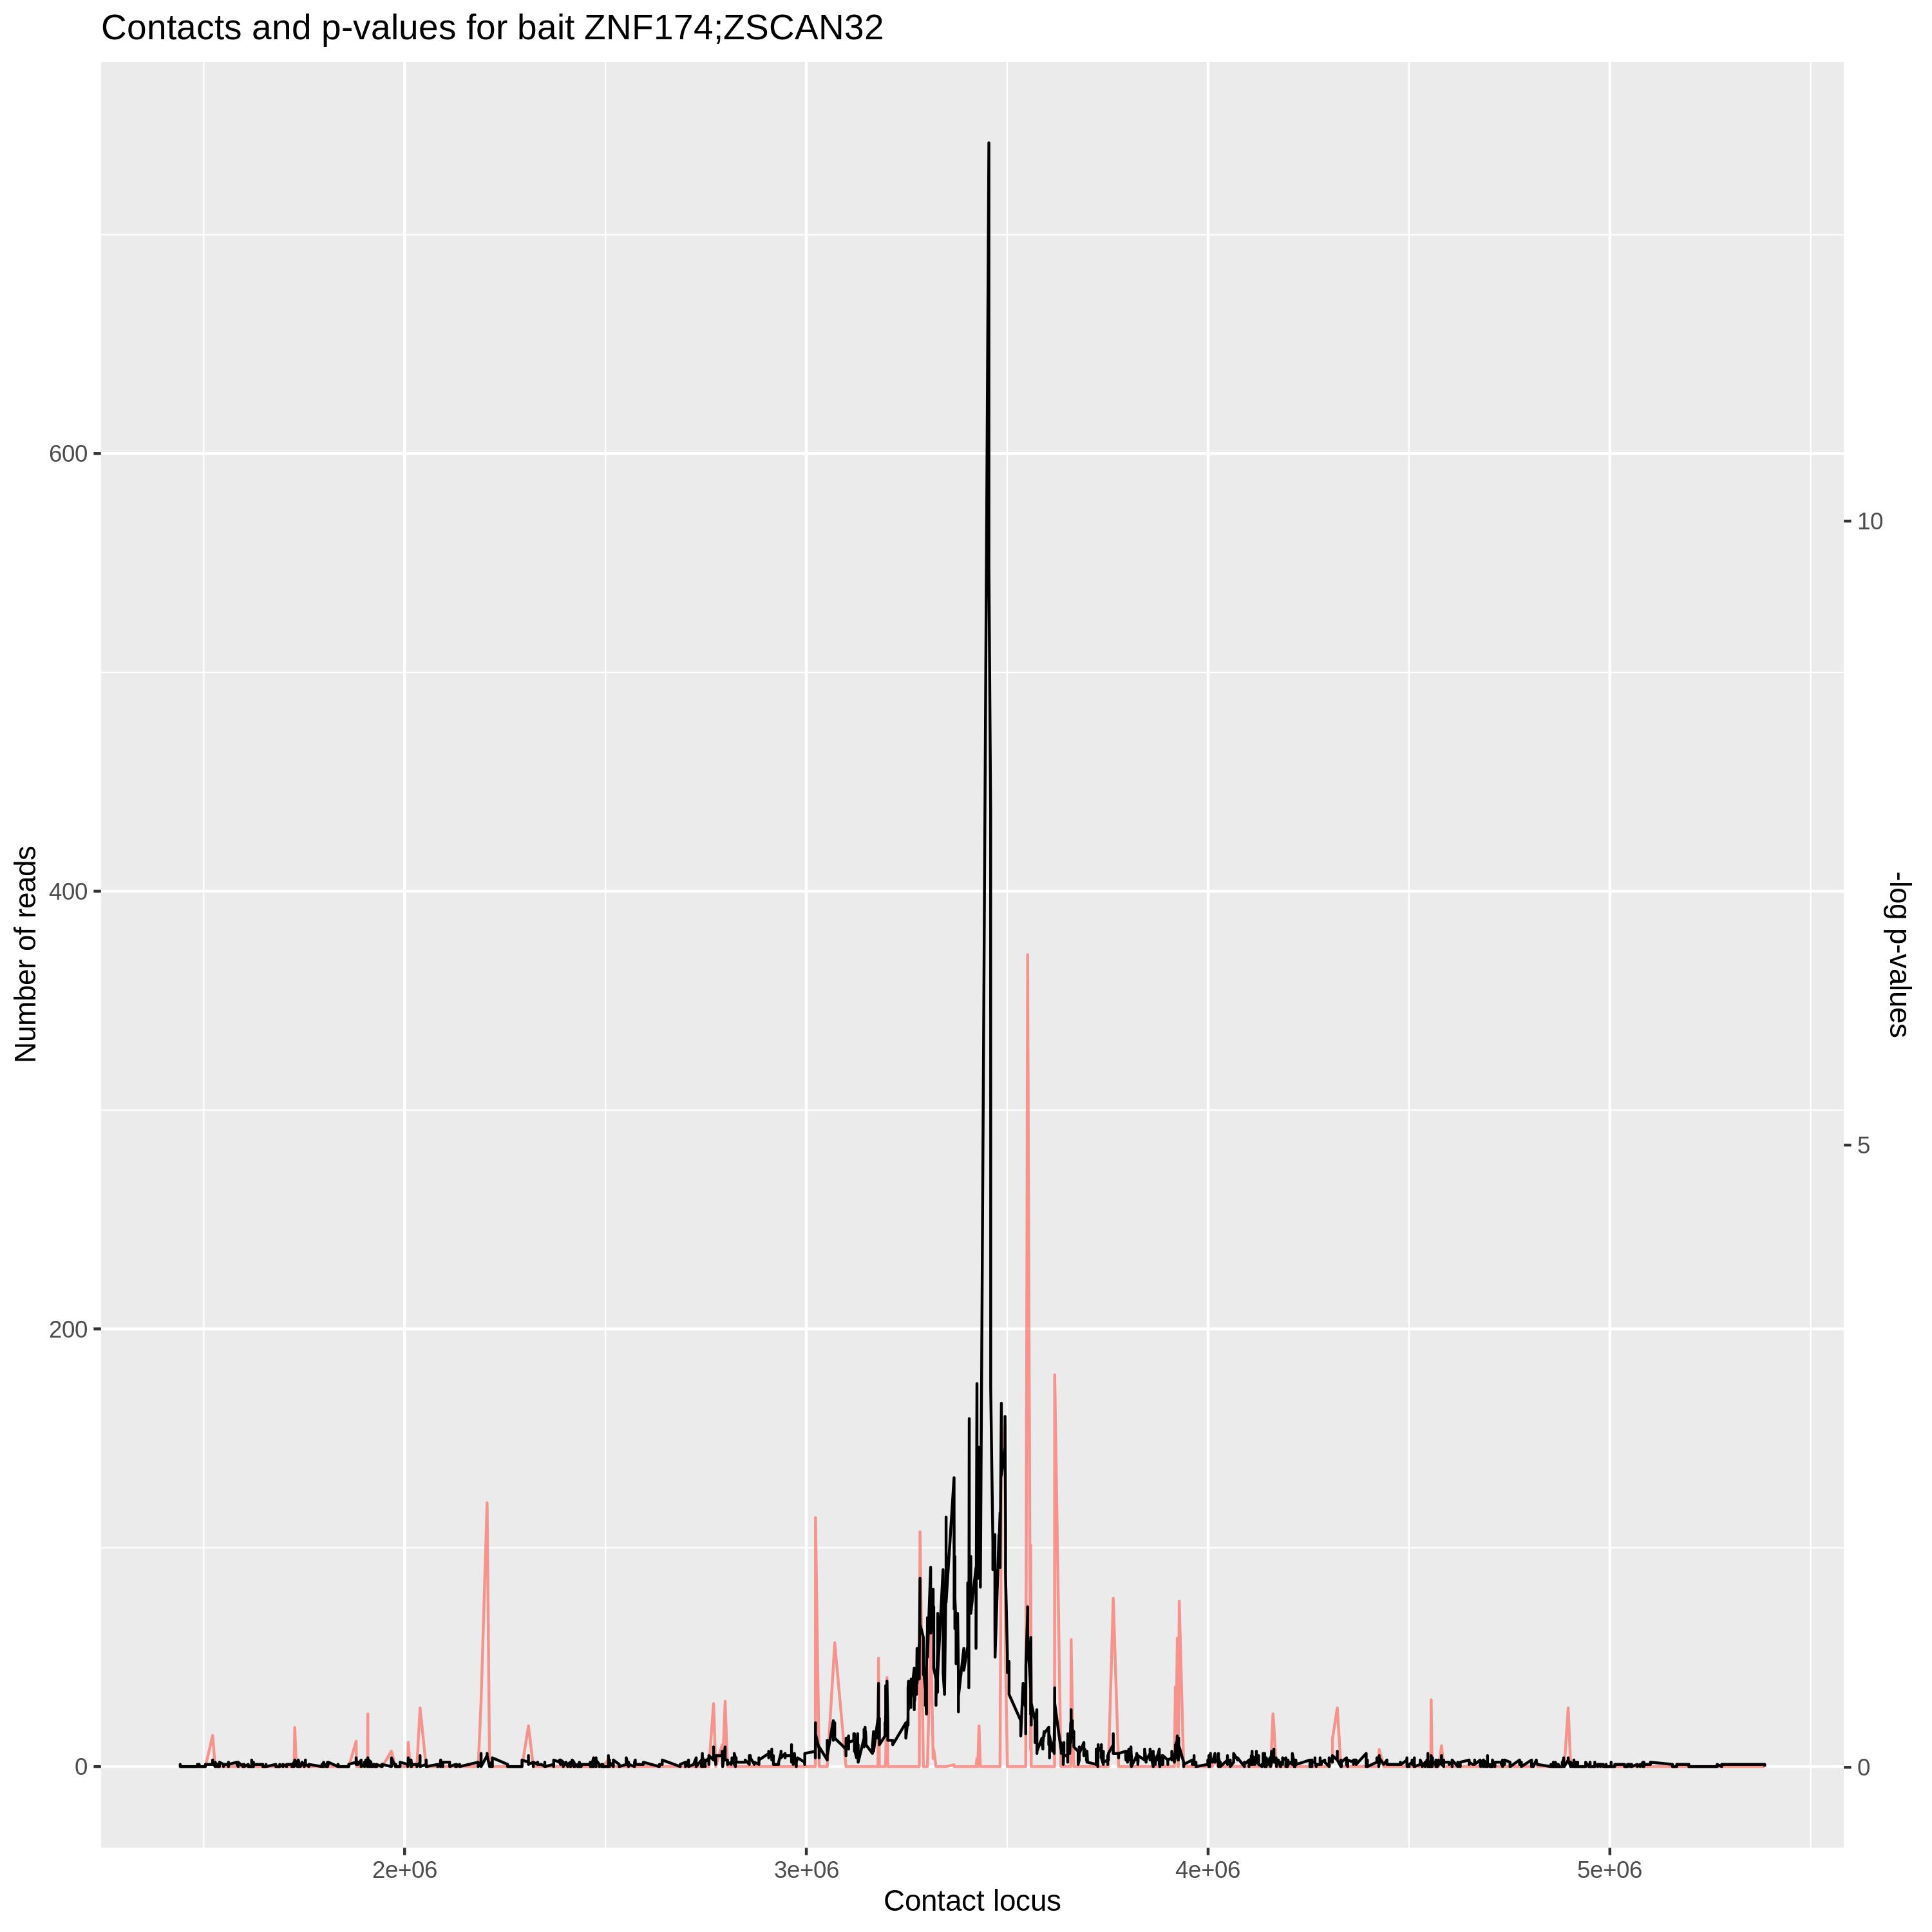 Contacts and p-values for bait ZNF174;ZSCAN32
Number of reads
600
400
200
0
10
5
0
-log p-values
2e+06
3e+06
4e+06
5e+06
Contact locus